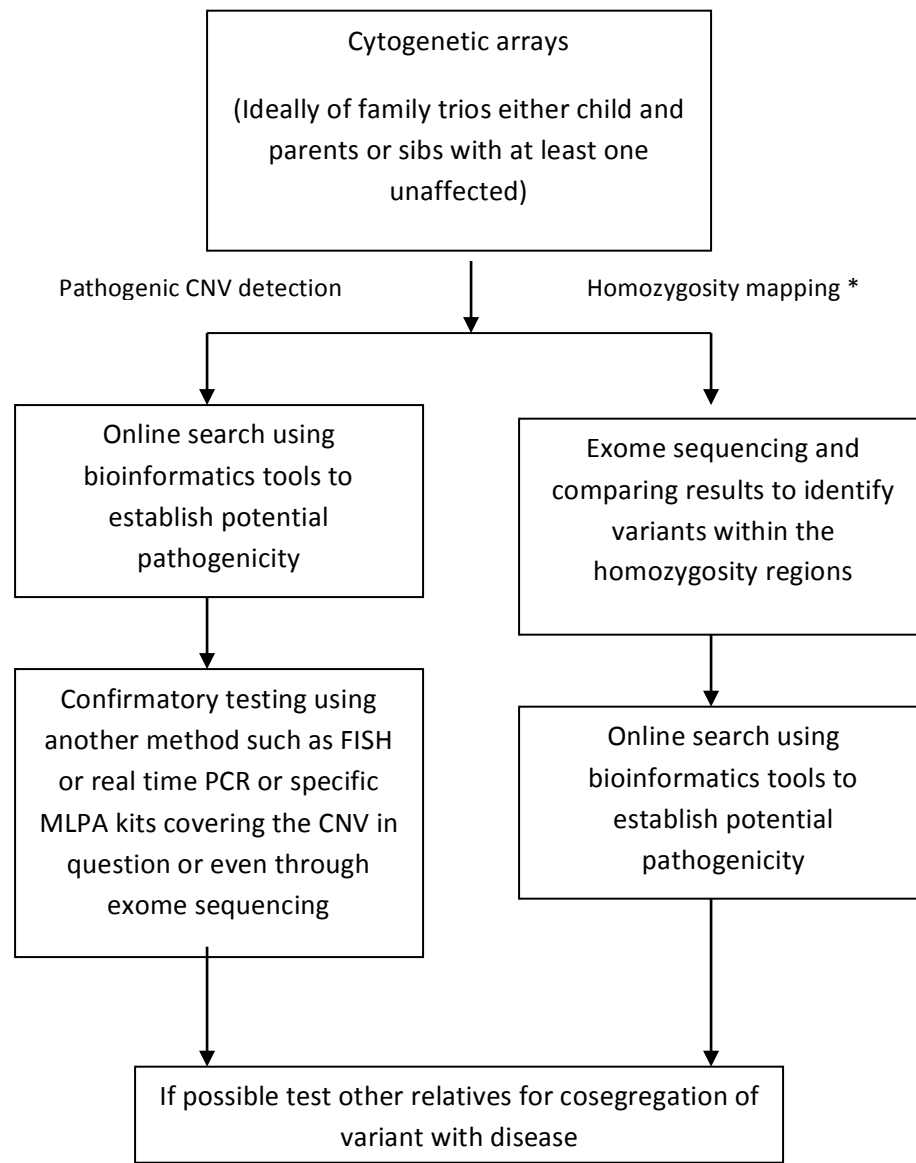 Cytogenetic arrays
(Ideally of family trios either child and
parents or sibs with at least one
unaffected)
Pathogenic CNV detection
Homozygosity mapping *
Online search using
bioinformatics tools to
establish potential
pathogenicity
Exome sequencing and
comparing results to identify
variants within the
homozygosity regions
Confirmatory testing using
another method such as FISH
or real time PCR or specific
MLPA kits covering the CNV in
question or even through
exome sequencing
Online search using
bioinformatics tools to
establish potential
pathogenicity
If possible test other relatives for cosegregation of
variant with disease